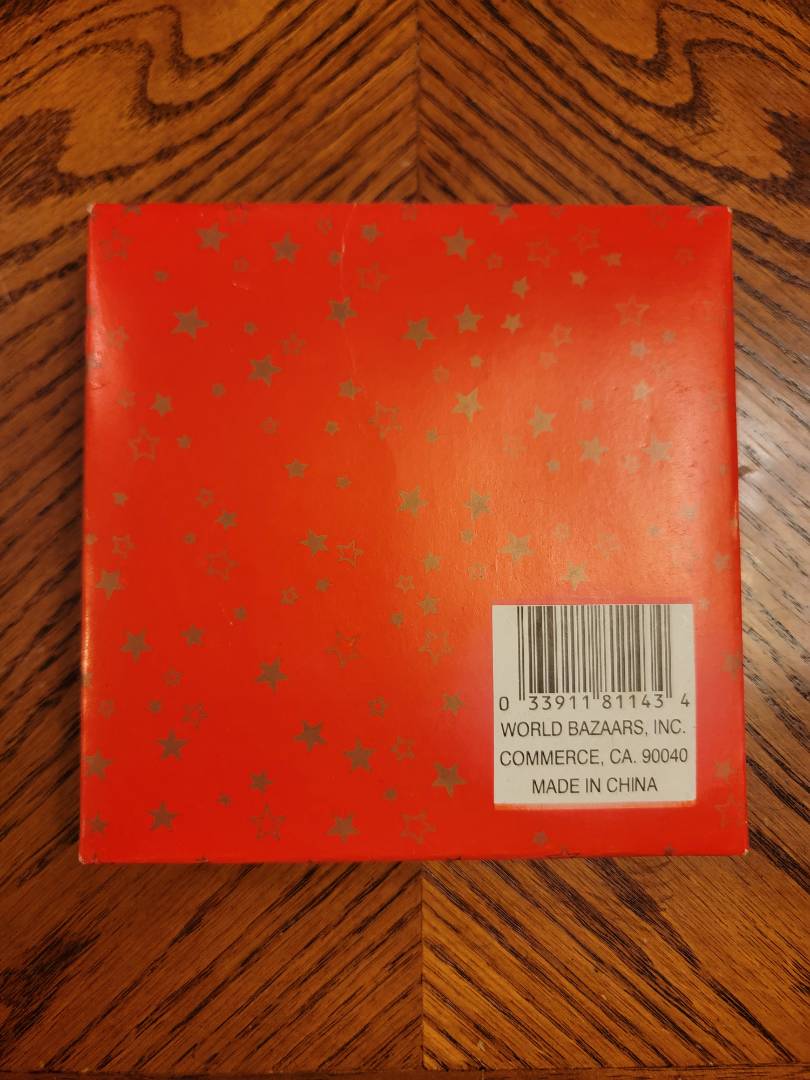 0 33911 81143 4
WORLD BAZAARS, INC.
COMMERCE, CA. 90040
MADE IN CHINA